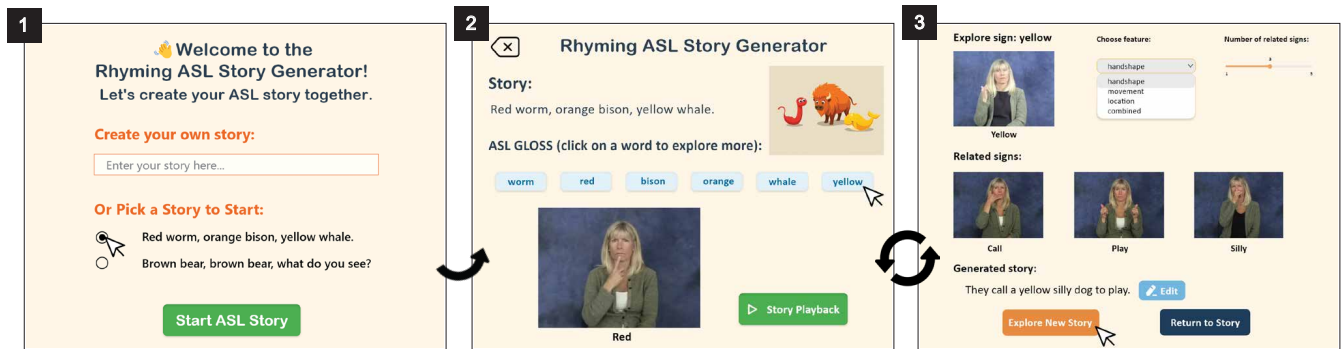 1
👋 Welcome to the
Rhyming ASL Story Generator!
Let's create your ASL story together.
Create your own story:
Enter your story here...
Or Pick a Story to Start:
Red worm, orange bison, yellow whale.
Brown bear, brown bear, what do you see?
Start ASL Story
2
Rhyming ASL Story Generator
Story:
Red worm, orange bison, yellow whale.
ASL GLOSS (click on a word to explore more):
worm red bison orange whale yellow
Red
Story Playback
3
Explore sign: yellow
Yellow
Choose feature:
handshape
handshape
movement
location
combined
Number of related signs:
3
1 5
Related signs:
Call Play Silly
Generated story:
They call a yellow silly dog to play. Edit
Explore New Story Return to Story